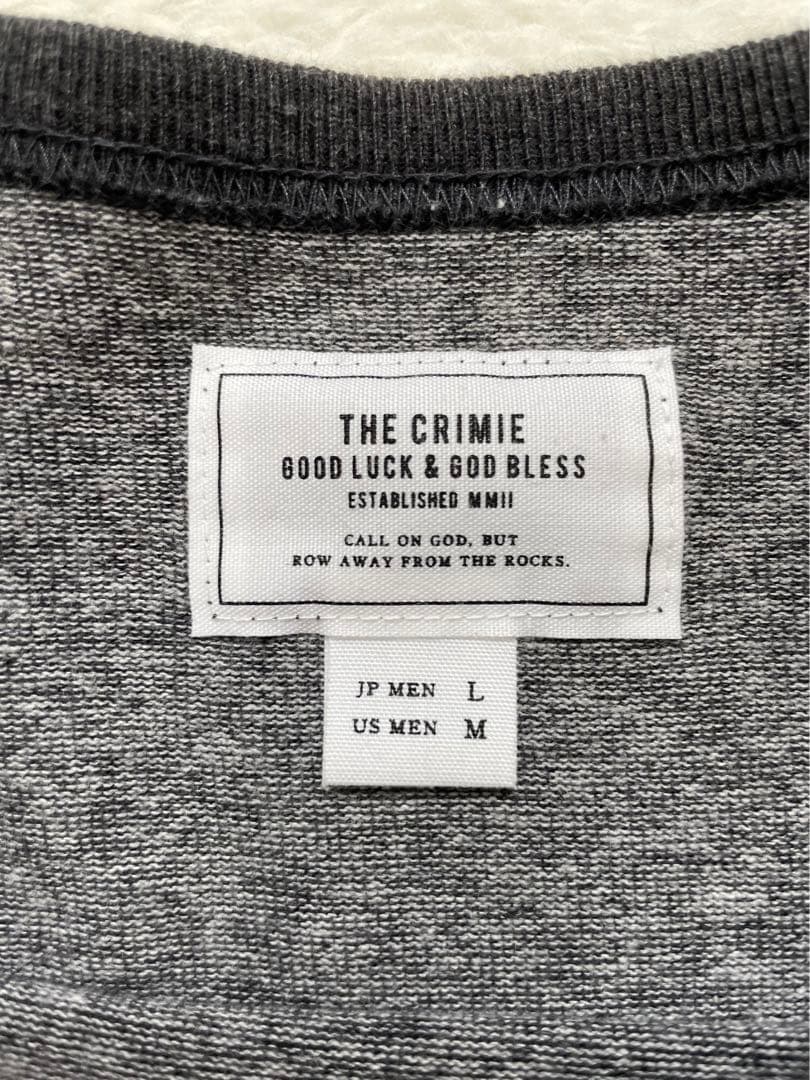 THE CRIMIE
GOOD LUCK & GOD BLESS
ESTABLISHED MMII
CALL ON GOD, BUT
ROW AWAY FROM THE ROCKS.
JP MEN L
US MEN M